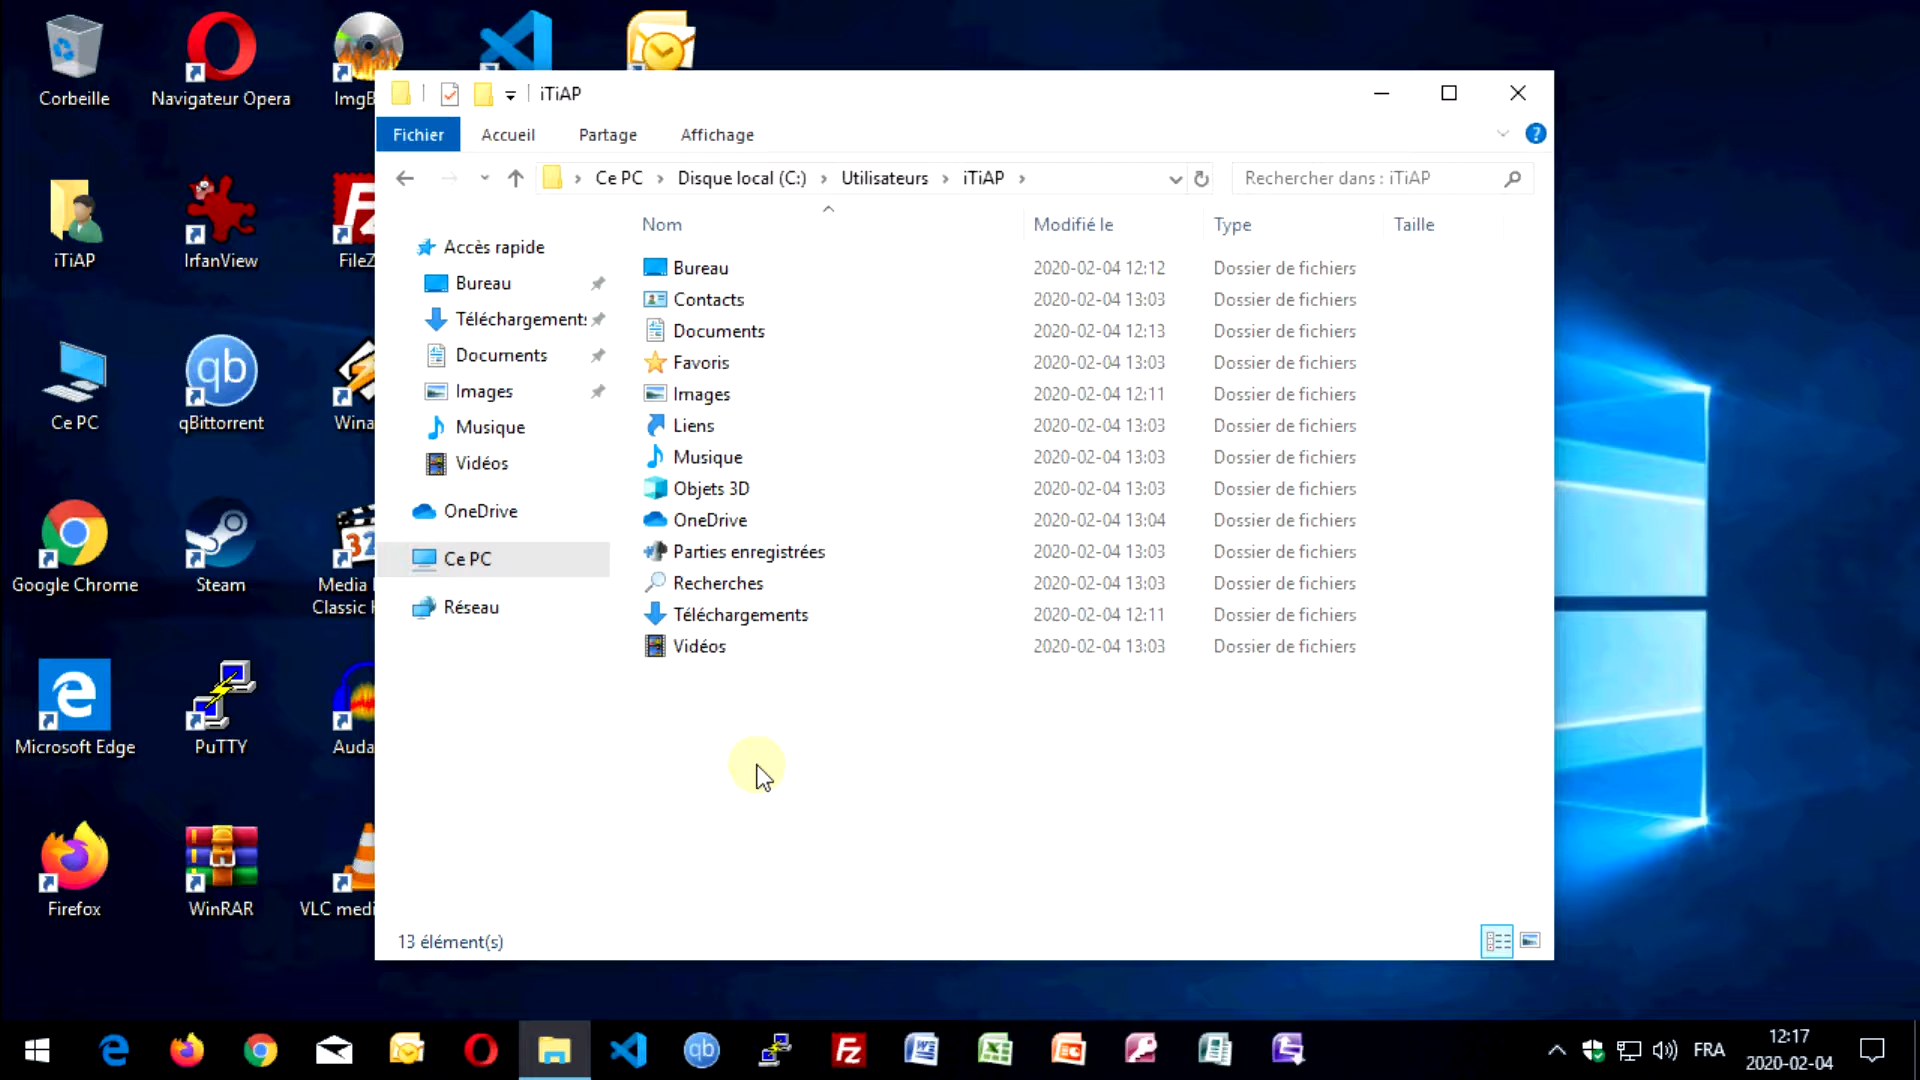 Corbeille
Navigateur Opera
ImgB
iTiAP
IrfanView
FileZ
Ce PC
qBittorrent
Wina
Google Chrome
Steam
Media
Classic
Microsoft Edge
PuTTY
Auda
Firefox
WinRAR
VLC medi
iTiAP
Fichier
Accueil
Partage
Affichage
Ce PC
Disque local (C:)
Utilisateurs
iTiAP
Rechercher dans : iTiAP
Accès rapide
Bureau
Téléchargements
Documents
Images
Musique
Vidéos
OneDrive
Ce PC
Réseau
Nom Modifié le Type Taille
Bureau 2020-02-04 12:12 Dossier de fichiers
Contacts 2020-02-04 13:03 Dossier de fichiers
Documents 2020-02-04 12:13 Dossier de fichiers
Favoris 2020-02-04 13:03 Dossier de fichiers
Images 2020-02-04 12:11 Dossier de fichiers
Liens 2020-02-04 13:03 Dossier de fichiers
Musique 2020-02-04 13:03 Dossier de fichiers
Objets 3D 2020-02-04 13:03 Dossier de fichiers
OneDrive 2020-02-04 13:04 Dossier de fichiers
Parties enregistrées 2020-02-04 13:03 Dossier de fichiers
Recherches 2020-02-04 13:03 Dossier de fichiers
Téléchargements 2020-02-04 12:11 Dossier de fichiers
Vidéos 2020-02-04 13:03 Dossier de fichiers
13 élément(s)
FRA
12:17
2020-02-04